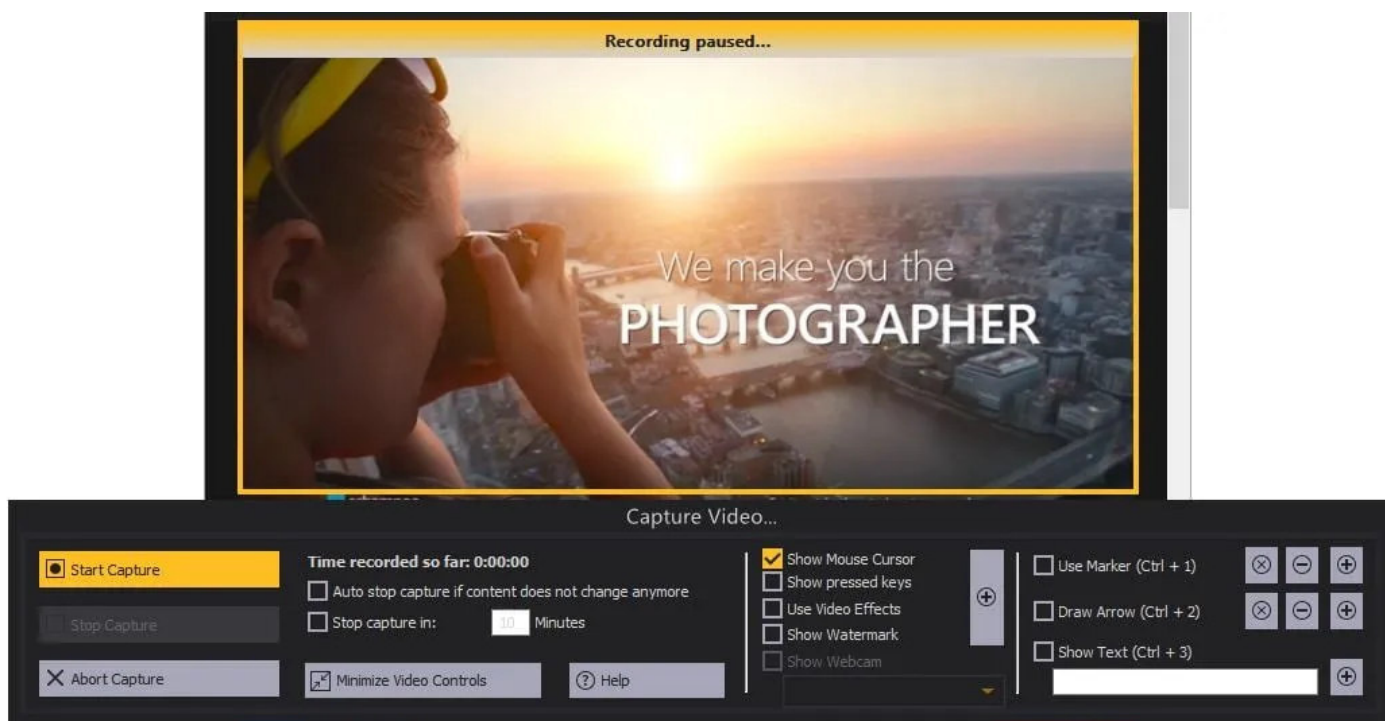 Recording paused...
We make you the
PHOTOGRAPHER
Capture Video...
Start Capture
Stop Capture
Abort Capture
Time recorded so far: 0:00:00
Auto stop capture if content does not change anymore
Stop capture in: 10 Minutes
Minimize Video Controls
Help
Show Mouse Cursor
Show pressed keys
Use Video Effects
Show Watermark
Show Webcam
Use Marker (Ctrl + 1)
Draw Arrow (Ctrl + 2)
Show Text (Ctrl + 3)